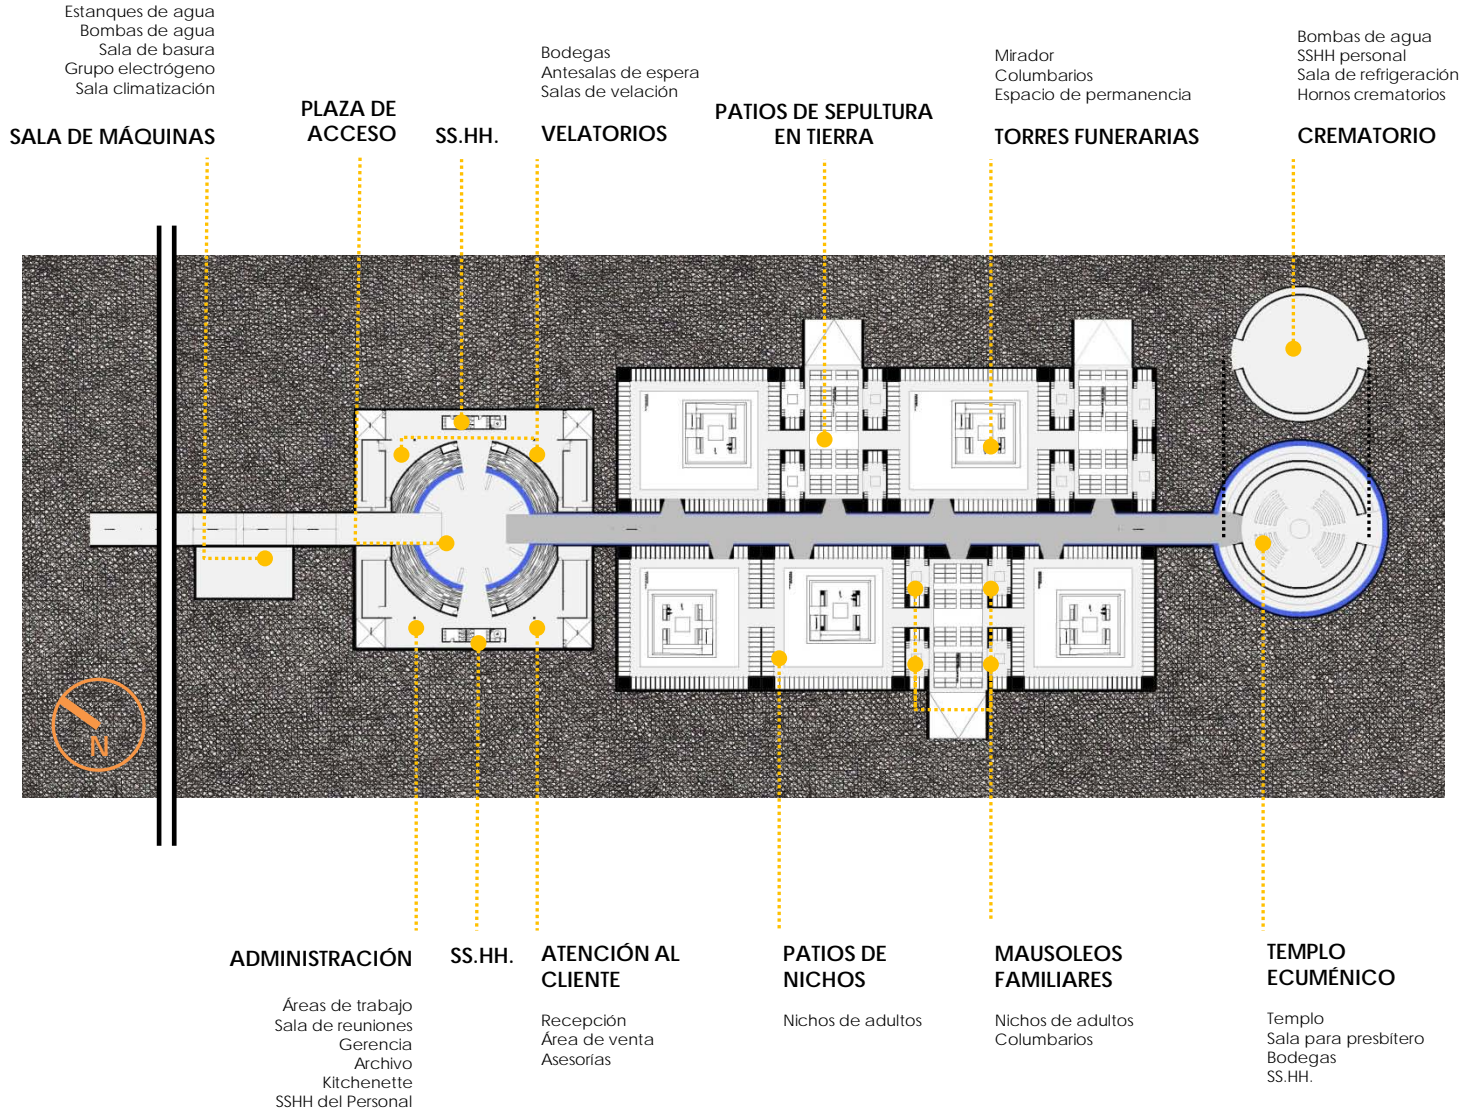 Estanques de agua
Bombas de agua
Sala de basura
Grupo electrógeno
Sala climatización
SALA DE MÁQUINAS
PLAZA DE
ACCESO
SS.HH.
Bodegas
Antesalas de espera
Salas de velación
VELATORIOS
PATIOS DE SEPULTURA
EN TIERRA
Mirador
Columbarios
Espacio de permanencia
TORRES FUNERARIAS
Bombas de agua
SSHH personal
Sala de refrigeración
Hornos crematorios
CREMATORIO
N
ADMINISTRACIÓN
Áreas de trabajo
Sala de reuniones
Gerencia
Archivo
Kitchenette
SSHH del Personal
SS.HH.
ATENCIÓN AL
CLIENTE
Recepción
Área de venta
Asesorías
PATIOS DE
NICHOS
Nichos de adultos
MAUSOLEOS
FAMILIARES
Nichos de adultos
Columbarios
TEMPLO
ECUMÉNICO
Templo
Sala para presbítero
Bodegas
SS.HH.